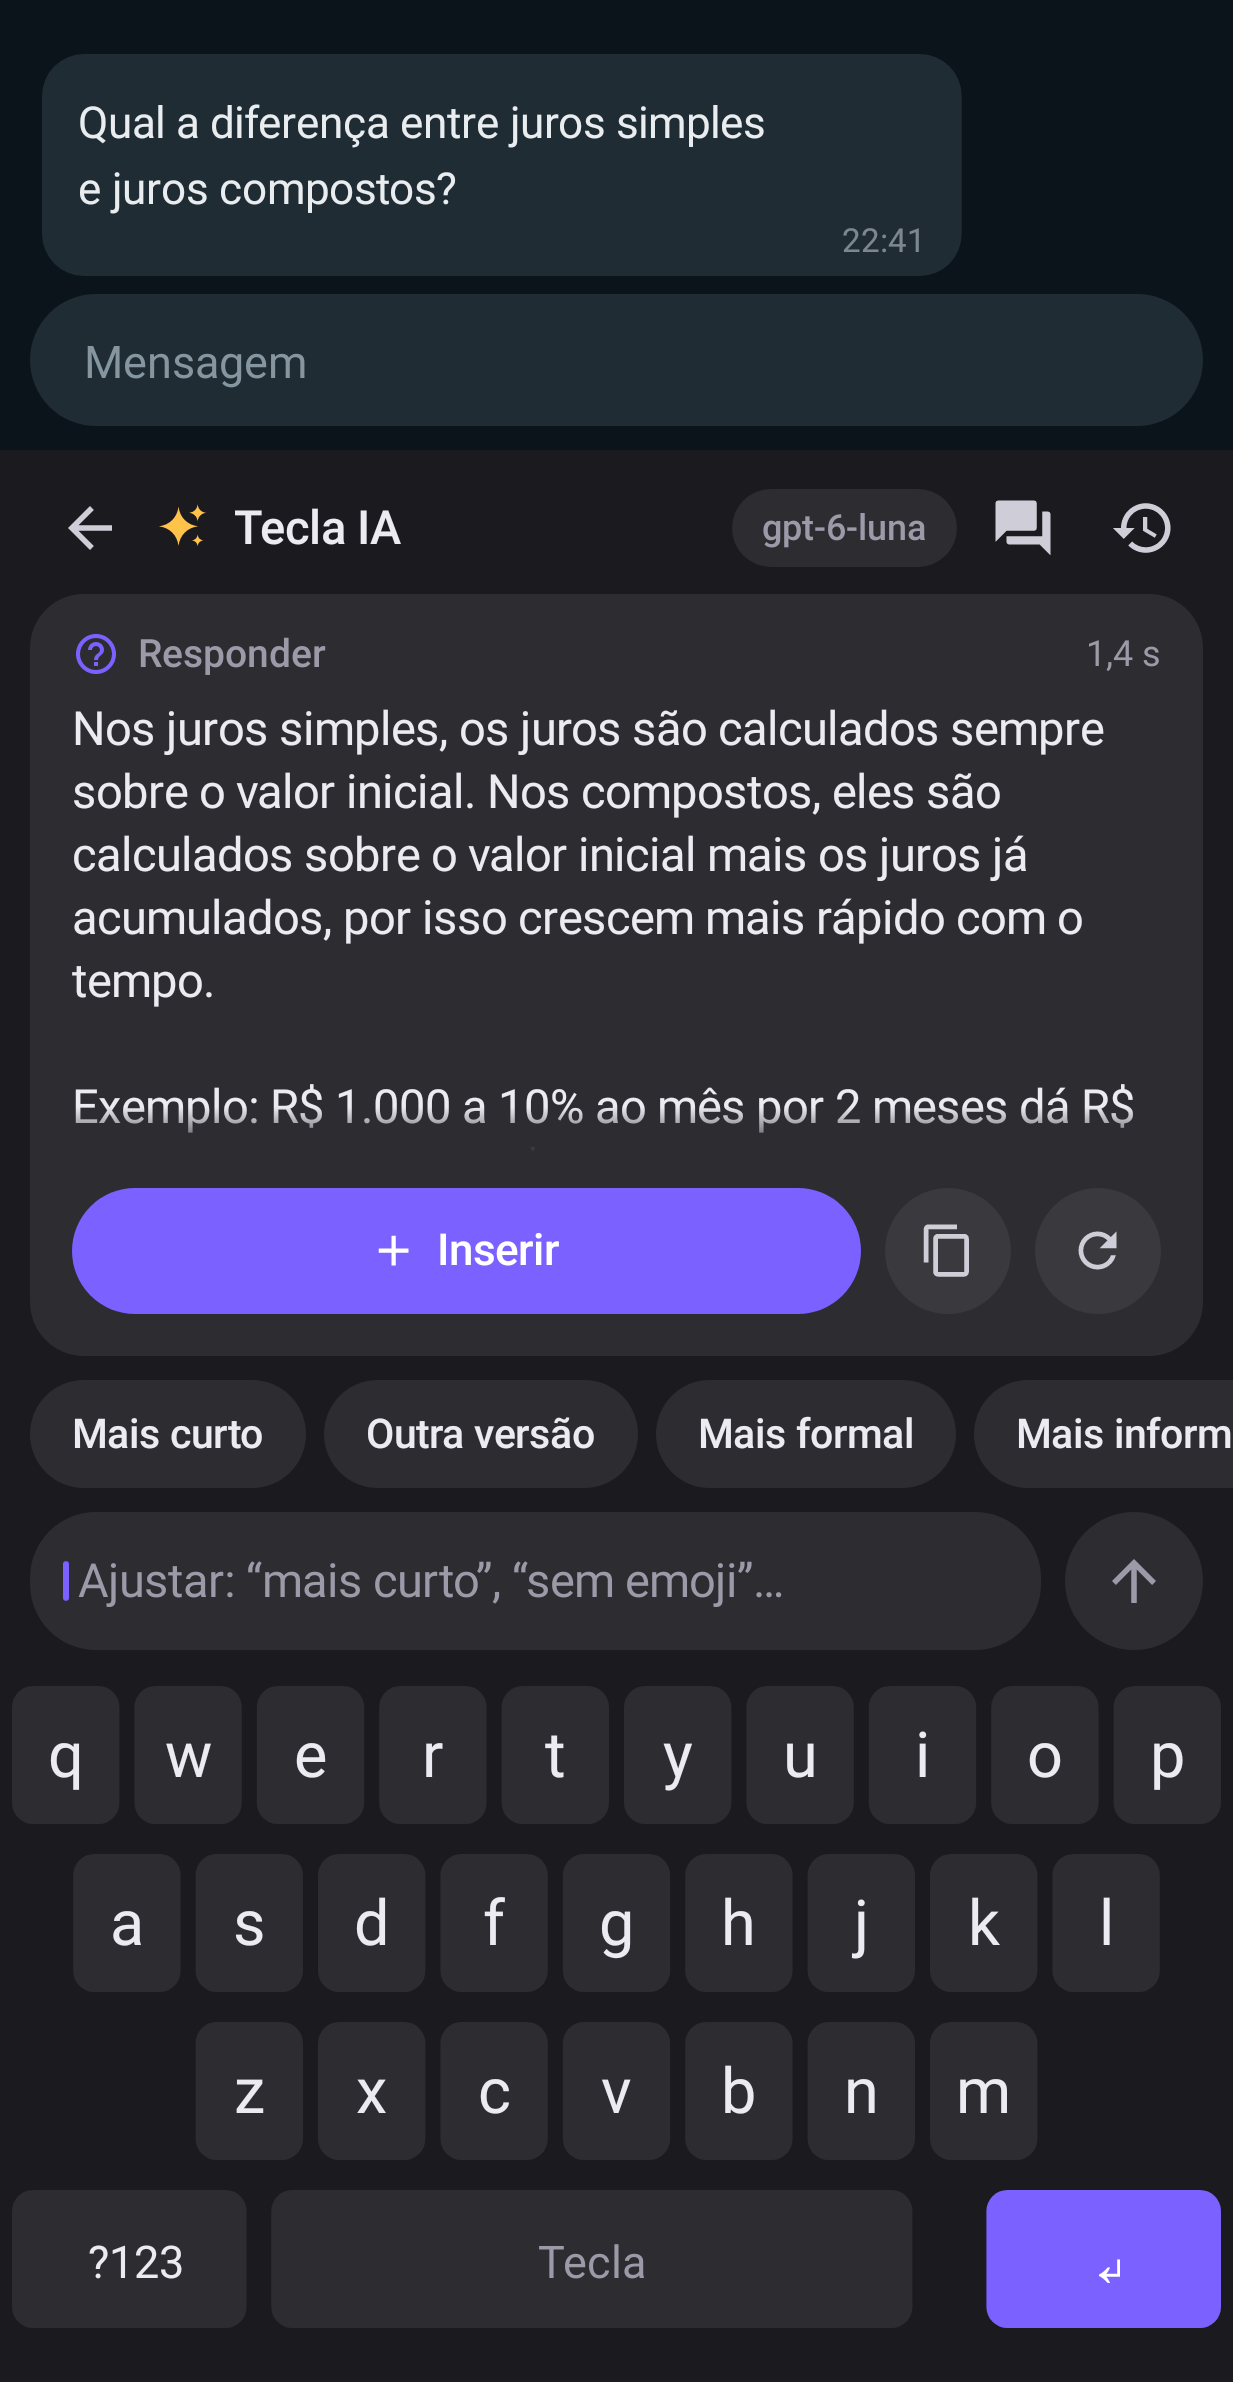 Qual a diferença entre juros simples
e juros compostos?
22:41
Mensagem
Tecla IA
gpt-6-luna
Responder
1,4 s
Nos juros simples, os juros são calculados sempre
sobre o valor inicial. Nos compostos, eles são
calculados sobre o valor inicial mais os juros já
acumulados, por isso crescem mais rápido com o
tempo.
Exemplo: R$ 1.000 a 10% ao mês por 2 meses dá R$
+ Inserir
Mais curto
Outra versão
Mais formal
Mais inform
Ajustar: “mais curto”, “sem emoji”...
q w e r t y u i o p
a s d f g h j k l
z x c v b n m
?123
Tecla